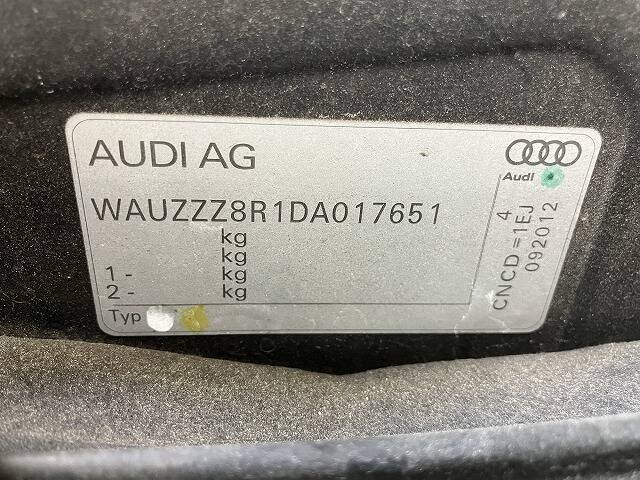 AUDI AG
Audi
WAUZZZ8R1DA017651
kg
kg
1 - kg
2 - kg
Typ
4
CNCD=1EJ
092012